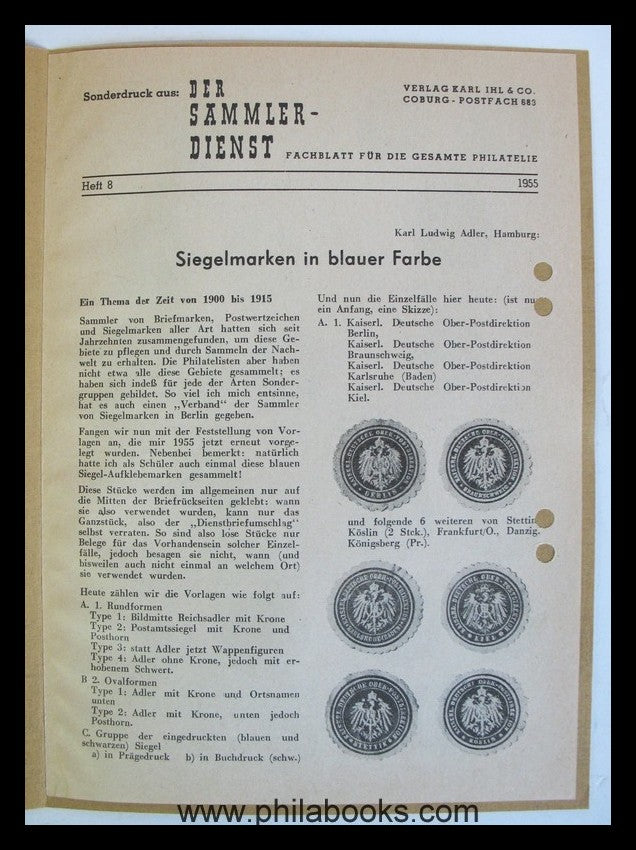 Sonderdruck aus: DER
SAMMLER-
DIENST FACHBLATT FÜR DIE GESAMTE PHILATELIE
VERLAG KARL IHL & CO.
COBURG - POSTFACH 683
Heft 8 1955
Karl Ludwig Adler, Hamburg:
Siegelmarken in blauer Farbe
Ein Thema der Zeit von 1900 bis 1915
Sammler von Briefmarken, Postwertzeichen
und Siegelmarken aller Art hatten sich seit
Jahrzehnten zusammengefunden, um diese Ge-
biete zu pflegen und durch Sammeln der Nach-
welt zu erhalten. Die Philatelisten aber haben
nicht etwa alle diese Gebiete gesammelt; es
haben sich indeß für jede der Arten Sonder-
gruppen gebildet. So viel ich mich entsinne,
hat es auch einen „Verband" der Sammler
von Siegelmarken in Berlin gegeben.
Fangen wir nun mit der Feststellung von Vor-
lagen an, die mir 1955 jetzt erneut vorge-
legt wurden. Nebenbei bemerkt: natürlich
hatte ich als Schüler auch einmal diese blauen
Siegel-Aufklebemarken gesammelt!
Diese Stücke werden im allgemeinen nur auf
die Mitten der Briefrückseiten geklebt: wann
sie also verwendet wurden, kann nur das
Ganzstück, also der „Dienstbriefumschlag"
selbst verraten. So sind also lose Stücke nur
Belege für das Vorhandensein solcher Einzel-
fälle, jedoch besagen sie nicht, wann (und
bisweilen auch nicht einmal an welchem Ort)
sie verwendet wurden.
Heute zählen wir die Vorlagen wie folgt auf:
A. 1. Rundformen
Type 1: Bildmitte Reichsadler mit Krone
Type 2: Postamtssiegel mit Krone und
Posthorn
Type 3: statt Adler jetzt Wappenfiguren
Type 4: Adler ohne Krone, jedoch mit er-
hobenem Schwert.
B 2. Ovalformen
Type 1: Adler mit Krone und Ortsnamen
unten
Type 2: Adler mit Krone, unten jedoch
Posthorn.
C. Gruppe der eingedruckten (blauen und
schwarzen) Siegel
a) in Prägedruck b) in Buchdruck (schw.)
Und nun die Einzelfälle hier heute: (ist nu
ein Anfang, eine Skizze):
A. 1. Kaiserl. Deutsche Ober-Postdirektion
Berlin,
Kaiserl. Deutsche Ober-Postdirektion
Braunschweig,
Kaiserl. Deutsche Ober-Postdirektion
Karlsruhe (Baden)
Kaiserl. Deutsche Ober-Postdirektion
Kiel.
BERLIN
und folgende 6 weiteren von Stettin
Köslin (2 Stck.), Frankfurt/O., Danzig.
Königsberg (Pr.).
KIEL
STETTIN
KÖSLIN
www.philabooks.com